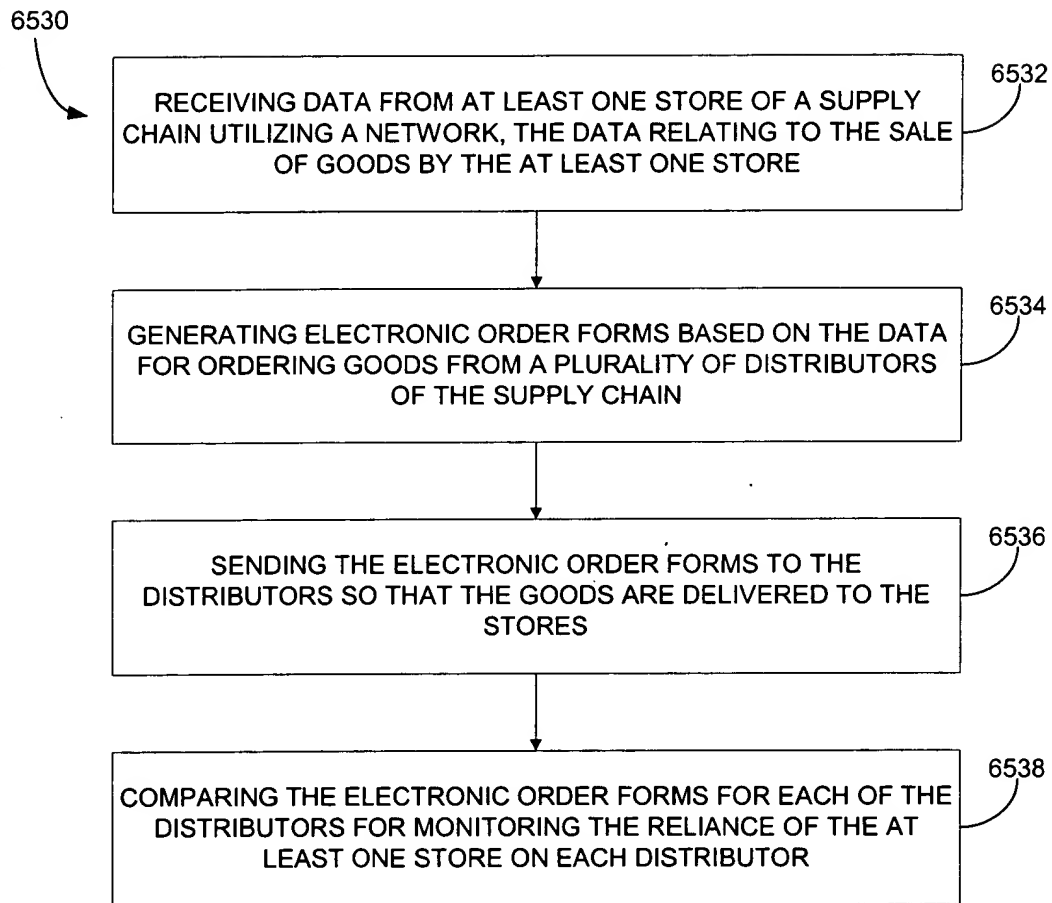 6530
6532
RECEIVING DATA FROM AT LEAST ONE STORE OF A SUPPLY
CHAIN UTILIZING A NETWORK, THE DATA RELATING TO THE SALE
OF GOODS BY THE AT LEAST ONE STORE
6534
GENERATING ELECTRONIC ORDER FORMS BASED ON THE DATA
FOR ORDERING GOODS FROM A PLURALITY OF DISTRIBUTORS
OF THE SUPPLY CHAIN
6536
SENDING THE ELECTRONIC ORDER FORMS TO THE
DISTRIBUTORS SO THAT THE GOODS ARE DELIVERED TO THE
STORES
6538
COMPARING THE ELECTRONIC ORDER FORMS FOR EACH OF THE
DISTRIBUTORS FOR MONITORING THE RELIANCE OF THE AT
LEAST ONE STORE ON EACH DISTRIBUTOR